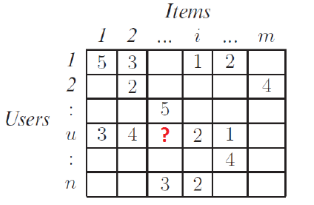 Items
1 2 ... i ... m
1 5 3 1 2
2 2 4
: 5
Users u 3 4 ? 2 1
: 4
n 3 2